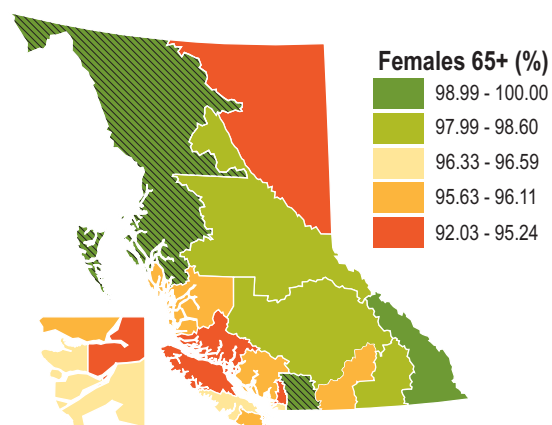 Females 65+ (%)
98.99 - 100.00
97.99 - 98.60
96.33 - 96.59
95.63 - 96.11
92.03 - 95.24